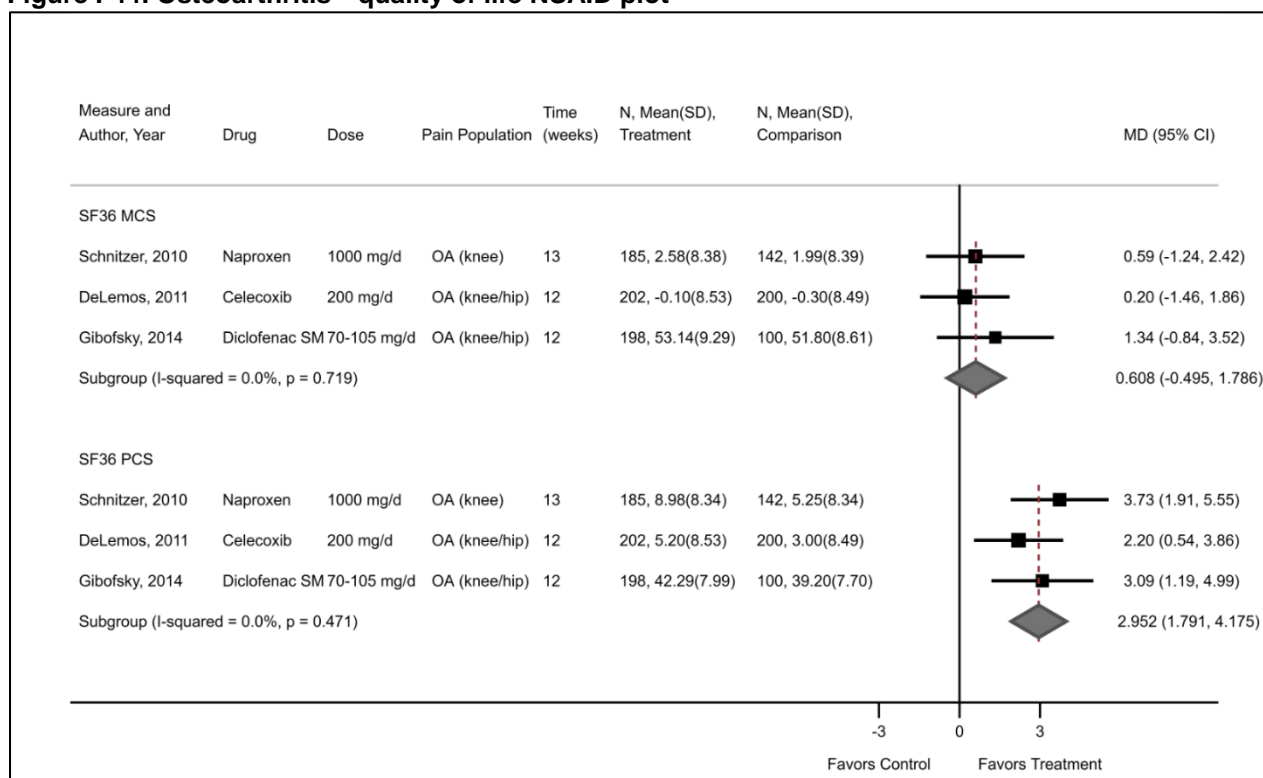 Figure Osteoarthritis – quality of life NSAID plot
Measure and Author, Year Drug Dose Pain Population Time (weeks) N, Mean(SD), Treatment N, Mean(SD), Comparison MD (95% CI)
SF36 MCS
Schnitzer, 2010 Naproxen 1000 mg/d OA (knee) 13 185, 2.58(8.38) 142, 1.99(8.39) 0.59 (-1.24, 2.42)
DeLemos, 2011 Celecoxib 200 mg/d OA (knee/hip) 12 202, -0.10(8.53) 200, -0.30(8.49) 0.20 (-1.46, 1.86)
Gibofsky, 2014 Diclofenac SM 70-105 mg/d OA (knee/hip) 12 198, 53.14(9.29) 100, 51.80(8.61) 1.34 (-0.84, 3.52)
Subgroup (I-squared = 0.0%, p = 0.719) 0.608 (-0.495, 1.786)
SF36 PCS
Schnitzer, 2010 Naproxen 1000 mg/d OA (knee) 13 185, 8.98(8.34) 142, 5.25(8.34) 3.73 (1.91, 5.55)
DeLemos, 2011 Celecoxib 200 mg/d OA (knee/hip) 12 202, 5.20(8.53) 200, 3.00(8.49) 2.20 (0.54, 3.86)
Gibofsky, 2014 Diclofenac SM 70-105 mg/d OA (knee/hip) 12 198, 42.29(7.99) 100, 39.20(7.70) 3.09 (1.19, 4.99)
Subgroup (I-squared = 0.0%, p = 0.471) 2.952 (1.791, 4.175)
-3 0 3
Favors Control Favors Treatment